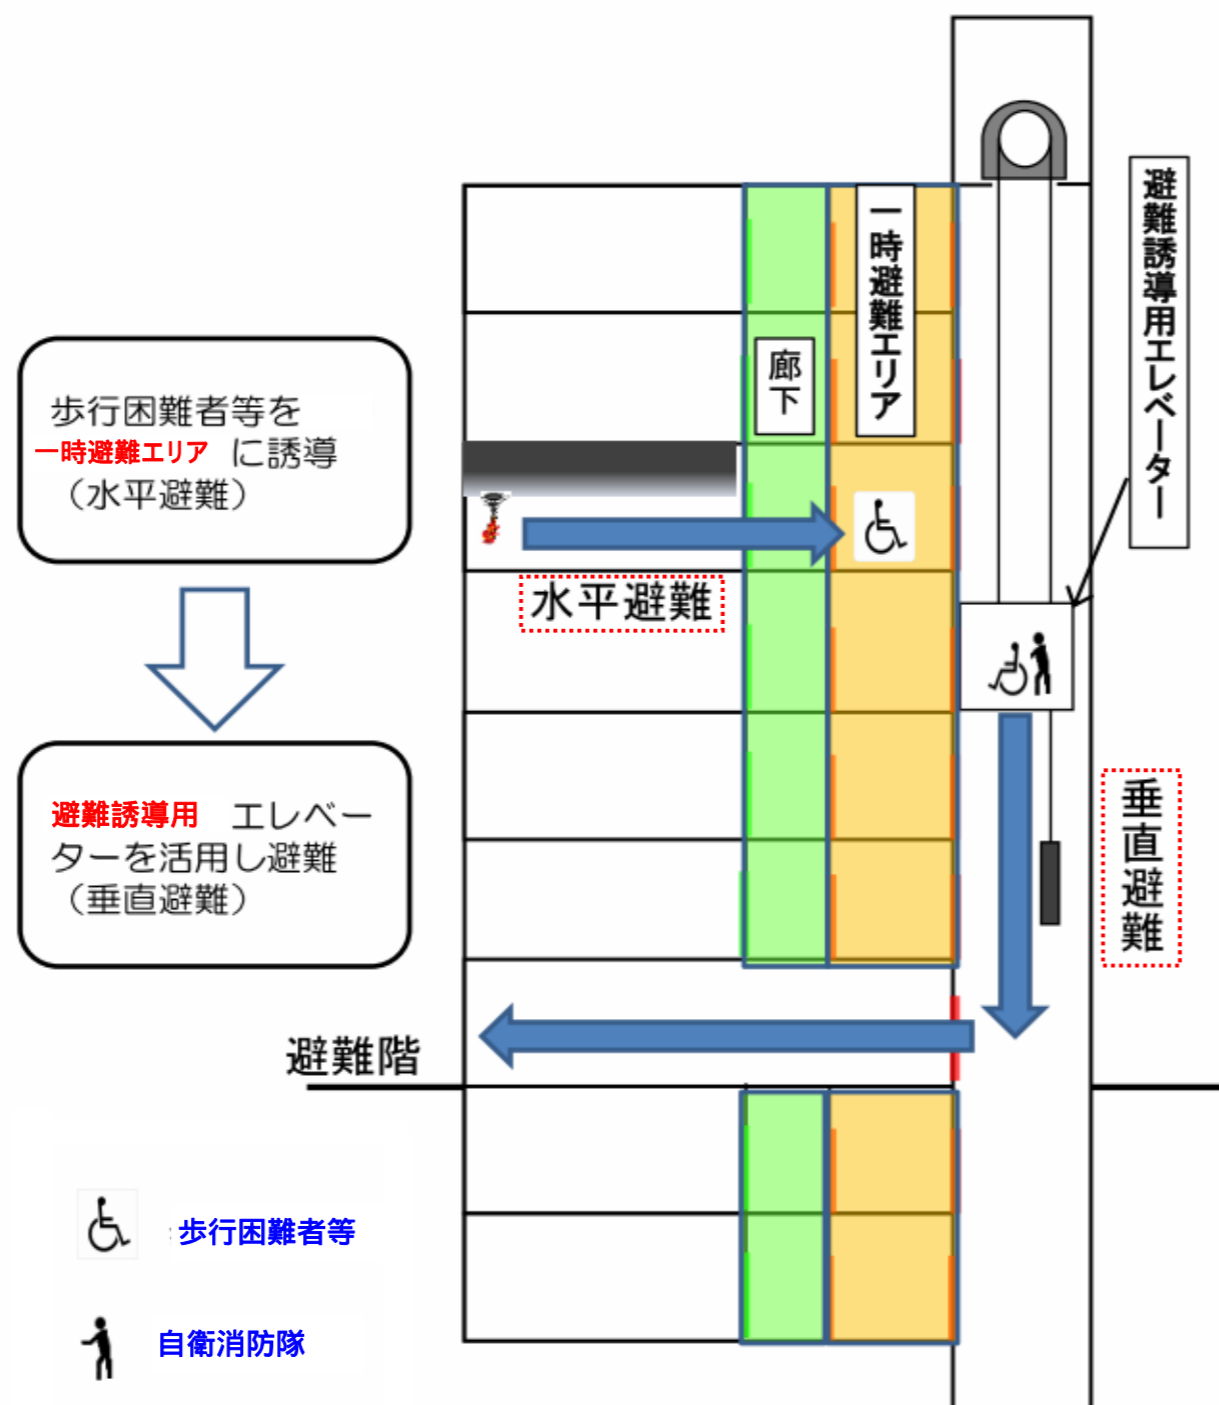 歩行困難者等を
一時避難エリア に誘導
（水平避難）
避難誘導用 エレベー
ターを活用し避難
（垂直避難）
廊下
一時避難エリア
避難誘導用エレベーター
水平避難
垂直避難
避難階
：歩行困難者等
自衛消防隊